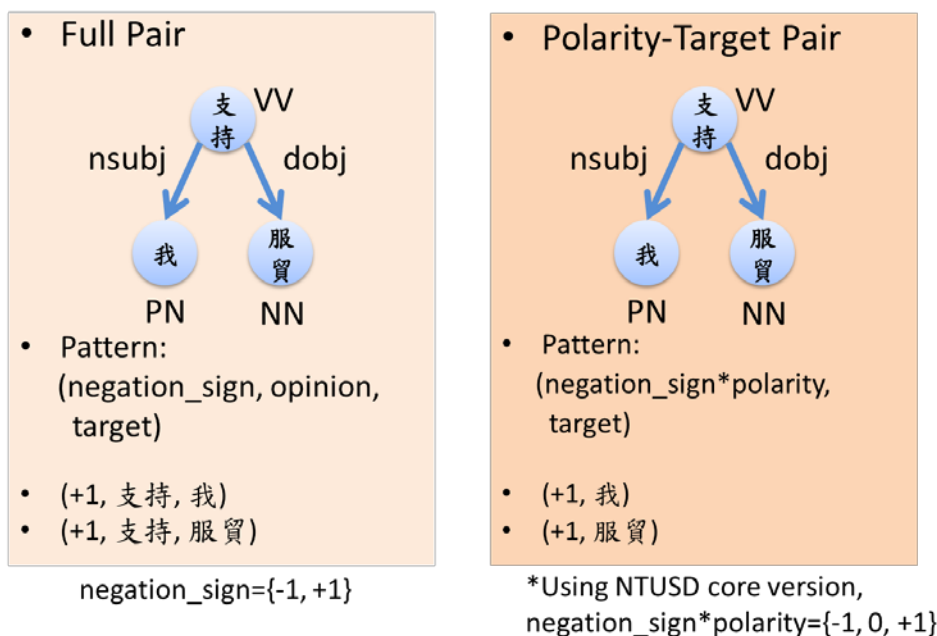 • Full Pair
支持 VV
nsubj dobj
我 服貿
PN NN
• Pattern:
(negation_sign, opinion,
target)
• (+1, 支持, 我)
• (+1, 支持, 服貿)
negation_sign={-1, +1}
• Polarity-Target Pair
支持 VV
nsubj dobj
我 服貿
PN NN
• Pattern:
(negation_sign*polarity,
target)
• (+1, 我)
• (+1, 服貿)
*Using NTUSD core version,
negation_sign*polarity={-1, 0, +1}